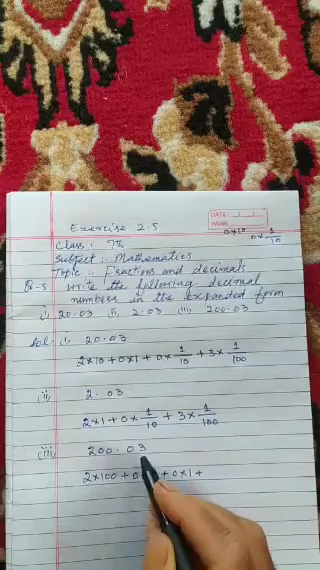 Exercise 2.5
DATE: / /
PAGE:
0×10
0×1/10
Class : 7th
Subject :. Mathematics
Topic :. Fractions and decimals
Q-5 Write the following decimal
numbers in the expanded form
(i) 20.03 (ii) 2.03 (iii) 200.03
Sol. (i) 20.03
2×10 + 0×1 + 0×1/10 + 3×1/100
(ii) 2.03
2×1 + 0×1/10 + 3×1/100
(iii) 200.03
2×100 + 0 + 0×1 +